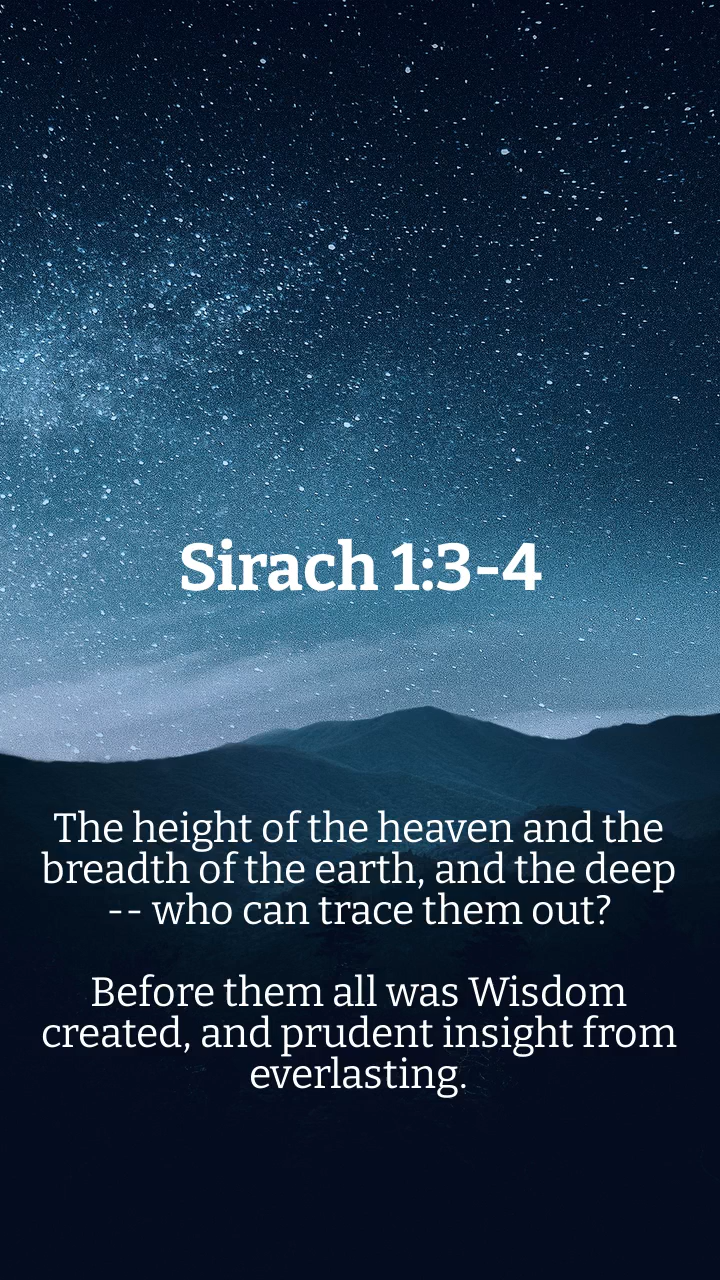 Sirach 1:3-4
The height of the heaven and the
breadth of the earth, and the deep
-- who can trace them out?
Before them all was Wisdom
created, and prudent insight from
everlasting.